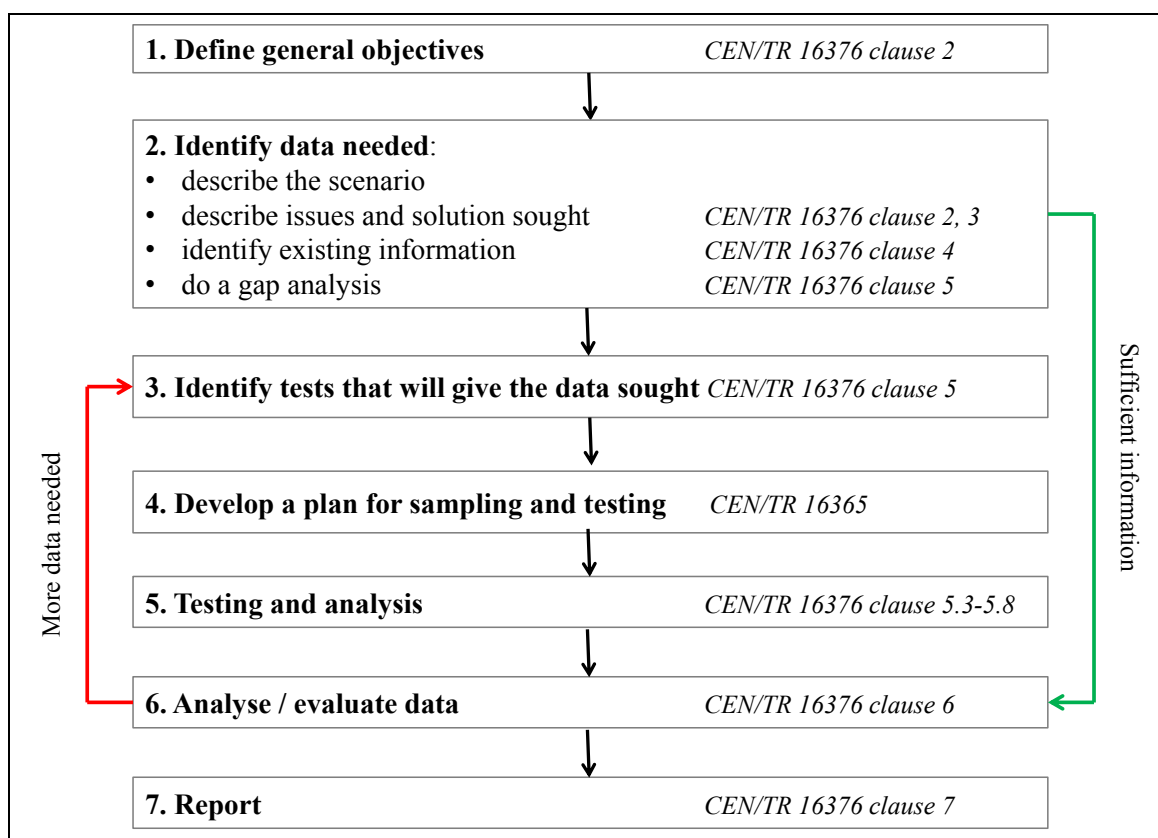 1. Define general objectives CEN/TR 16376 clause 2
2. Identify data needed:
• describe the scenario
• describe issues and solution sought CEN/TR 16376 clause 2, 3
• identify existing information CEN/TR 16376 clause 4
• do a gap analysis CEN/TR 16376 clause 5
Sufficient information
3. Identify tests that will give the data sought CEN/TR 16376 clause 5
More data needed
4. Develop a plan for sampling and testing CEN/TR 16365
5. Testing and analysis CEN/TR 16376 clause 5.3-5.8
6. Analyse / evaluate data CEN/TR 16376 clause 6
7. Report CEN/TR 16376 clause 7